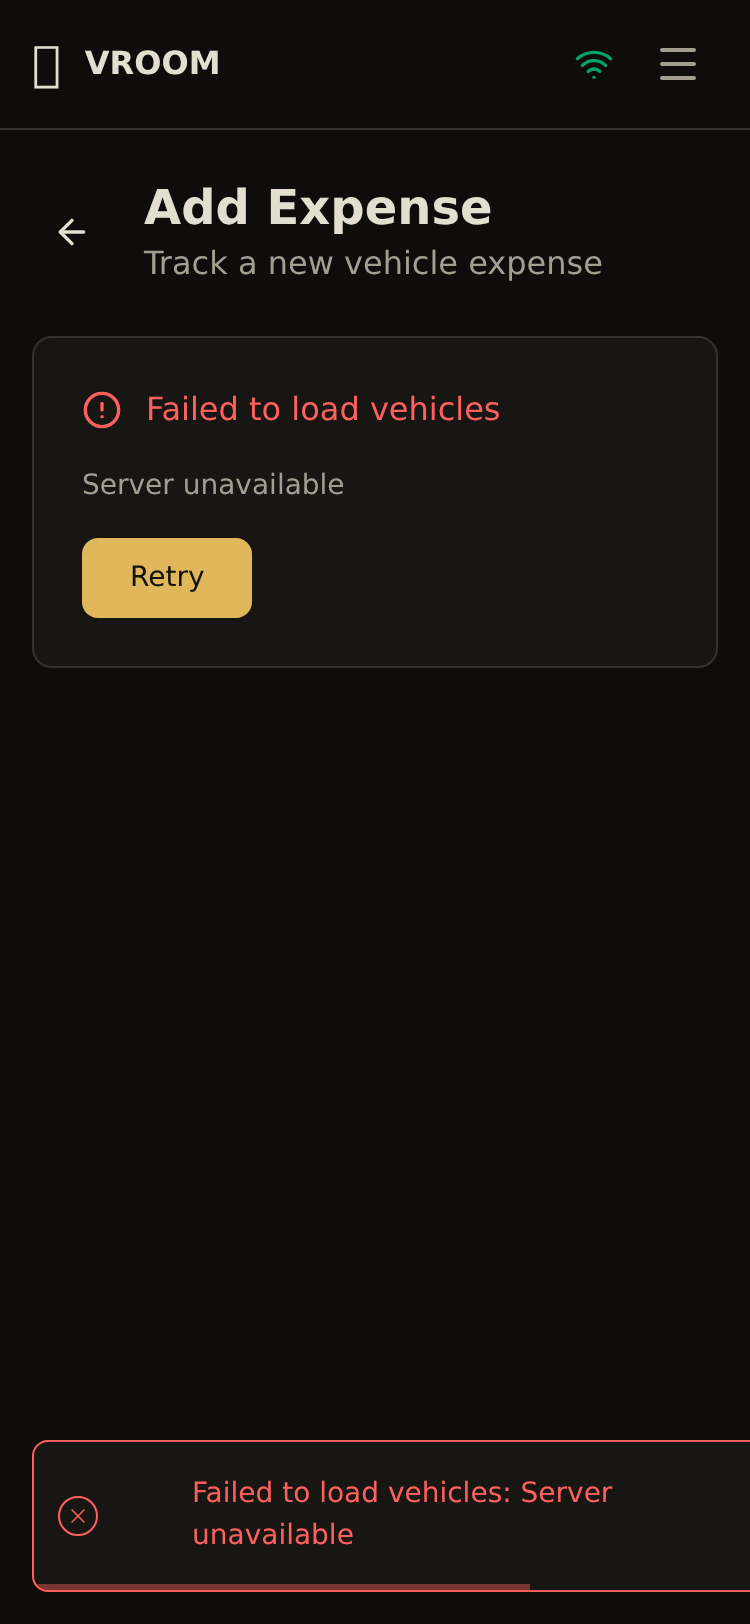 VROOM
Add Expense
Track a new vehicle expense
Failed to load vehicles
Server unavailable
Retry
Failed to load vehicles: Server
unavailable